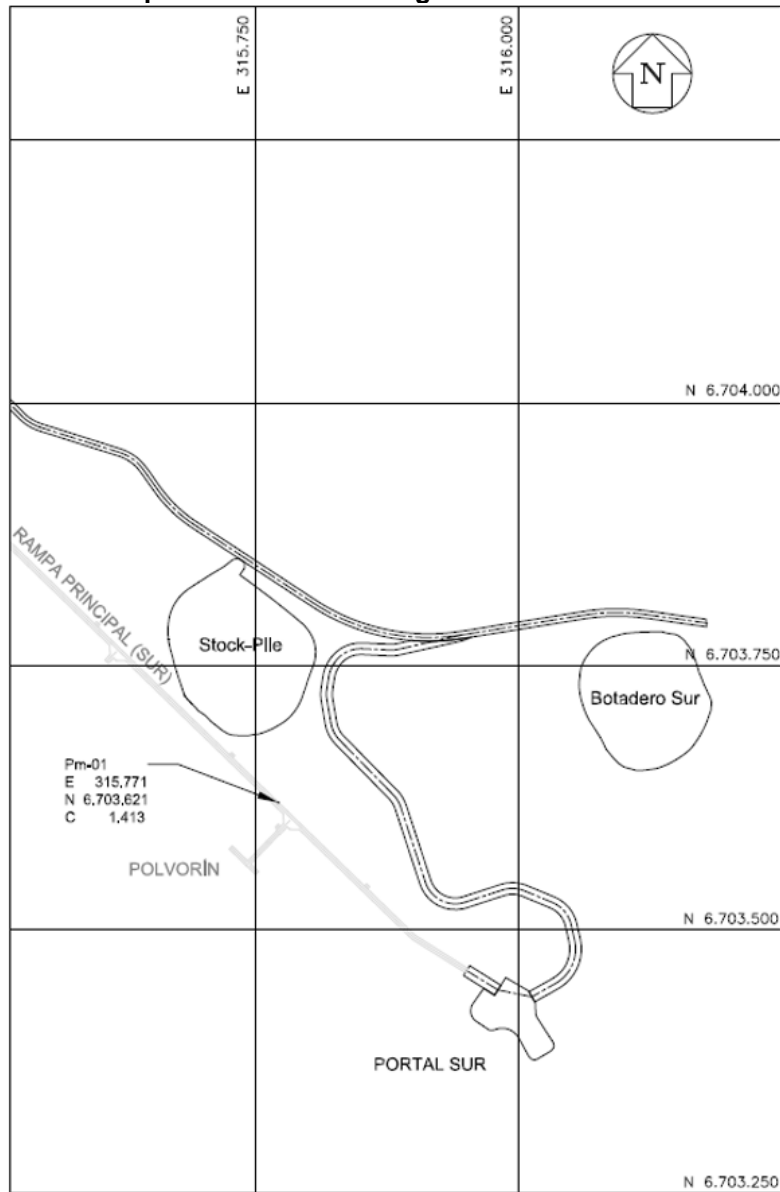 E 315.750
E 316.000
N
N 6.704.000
RAMPA PRINCIPAL (SUR)
Stock-Pile
N 6.703.750
Botadero Sur
Pm-01
E 315.771
N 6.703.621
C 1.413
POLVORÍN
N 6.703.500
PORTAL SUR
N 6.703.250